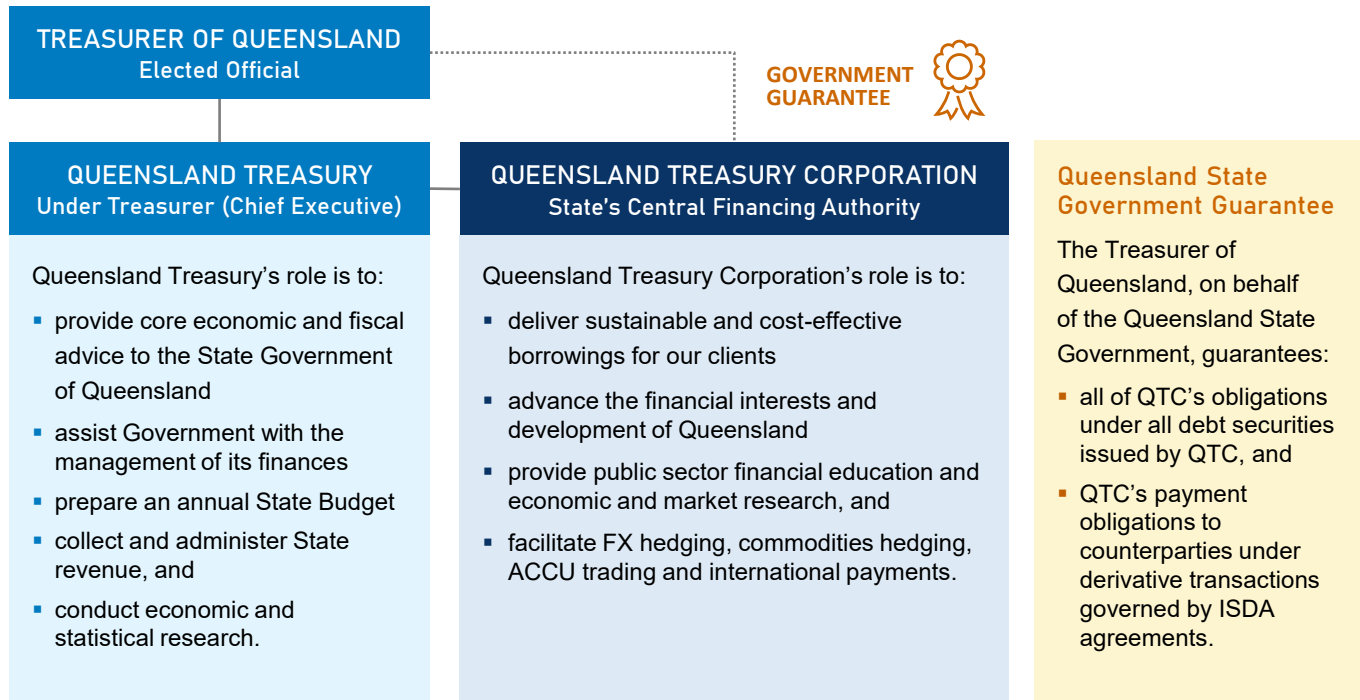 TREASURER OF QUEENSLAND
Elected Official
GOVERNMENT
GUARANTEE
QUEENSLAND TREASURY
Under Treasurer (Chief Executive)
Queensland Treasury’s role is to:
▪ provide core economic and fiscal
advice to the State Government
of Queensland
▪ assist Government with the
management of its finances
▪ prepare an annual State Budget
▪ collect and administer State
revenue, and
▪ conduct economic and
statistical research.
QUEENSLAND TREASURY CORPORATION
State’s Central Financing Authority
Queensland Treasury Corporation’s role is to:
▪ deliver sustainable and cost-effective
borrowings for our clients
▪ advance the financial interests and
development of Queensland
▪ provide public sector financial education and
economic and market research, and
▪ facilitate FX hedging, commodities hedging,
ACCU trading and international payments.
Queensland State
Government Guarantee
The Treasurer of
Queensland, on behalf
of the Queensland State
Government, guarantees:
▪ all of QTC’s obligations
under all debt securities
issued by QTC, and
▪ QTC’s payment
obligations to
counterparties under
derivative transactions
governed by ISDA
agreements.